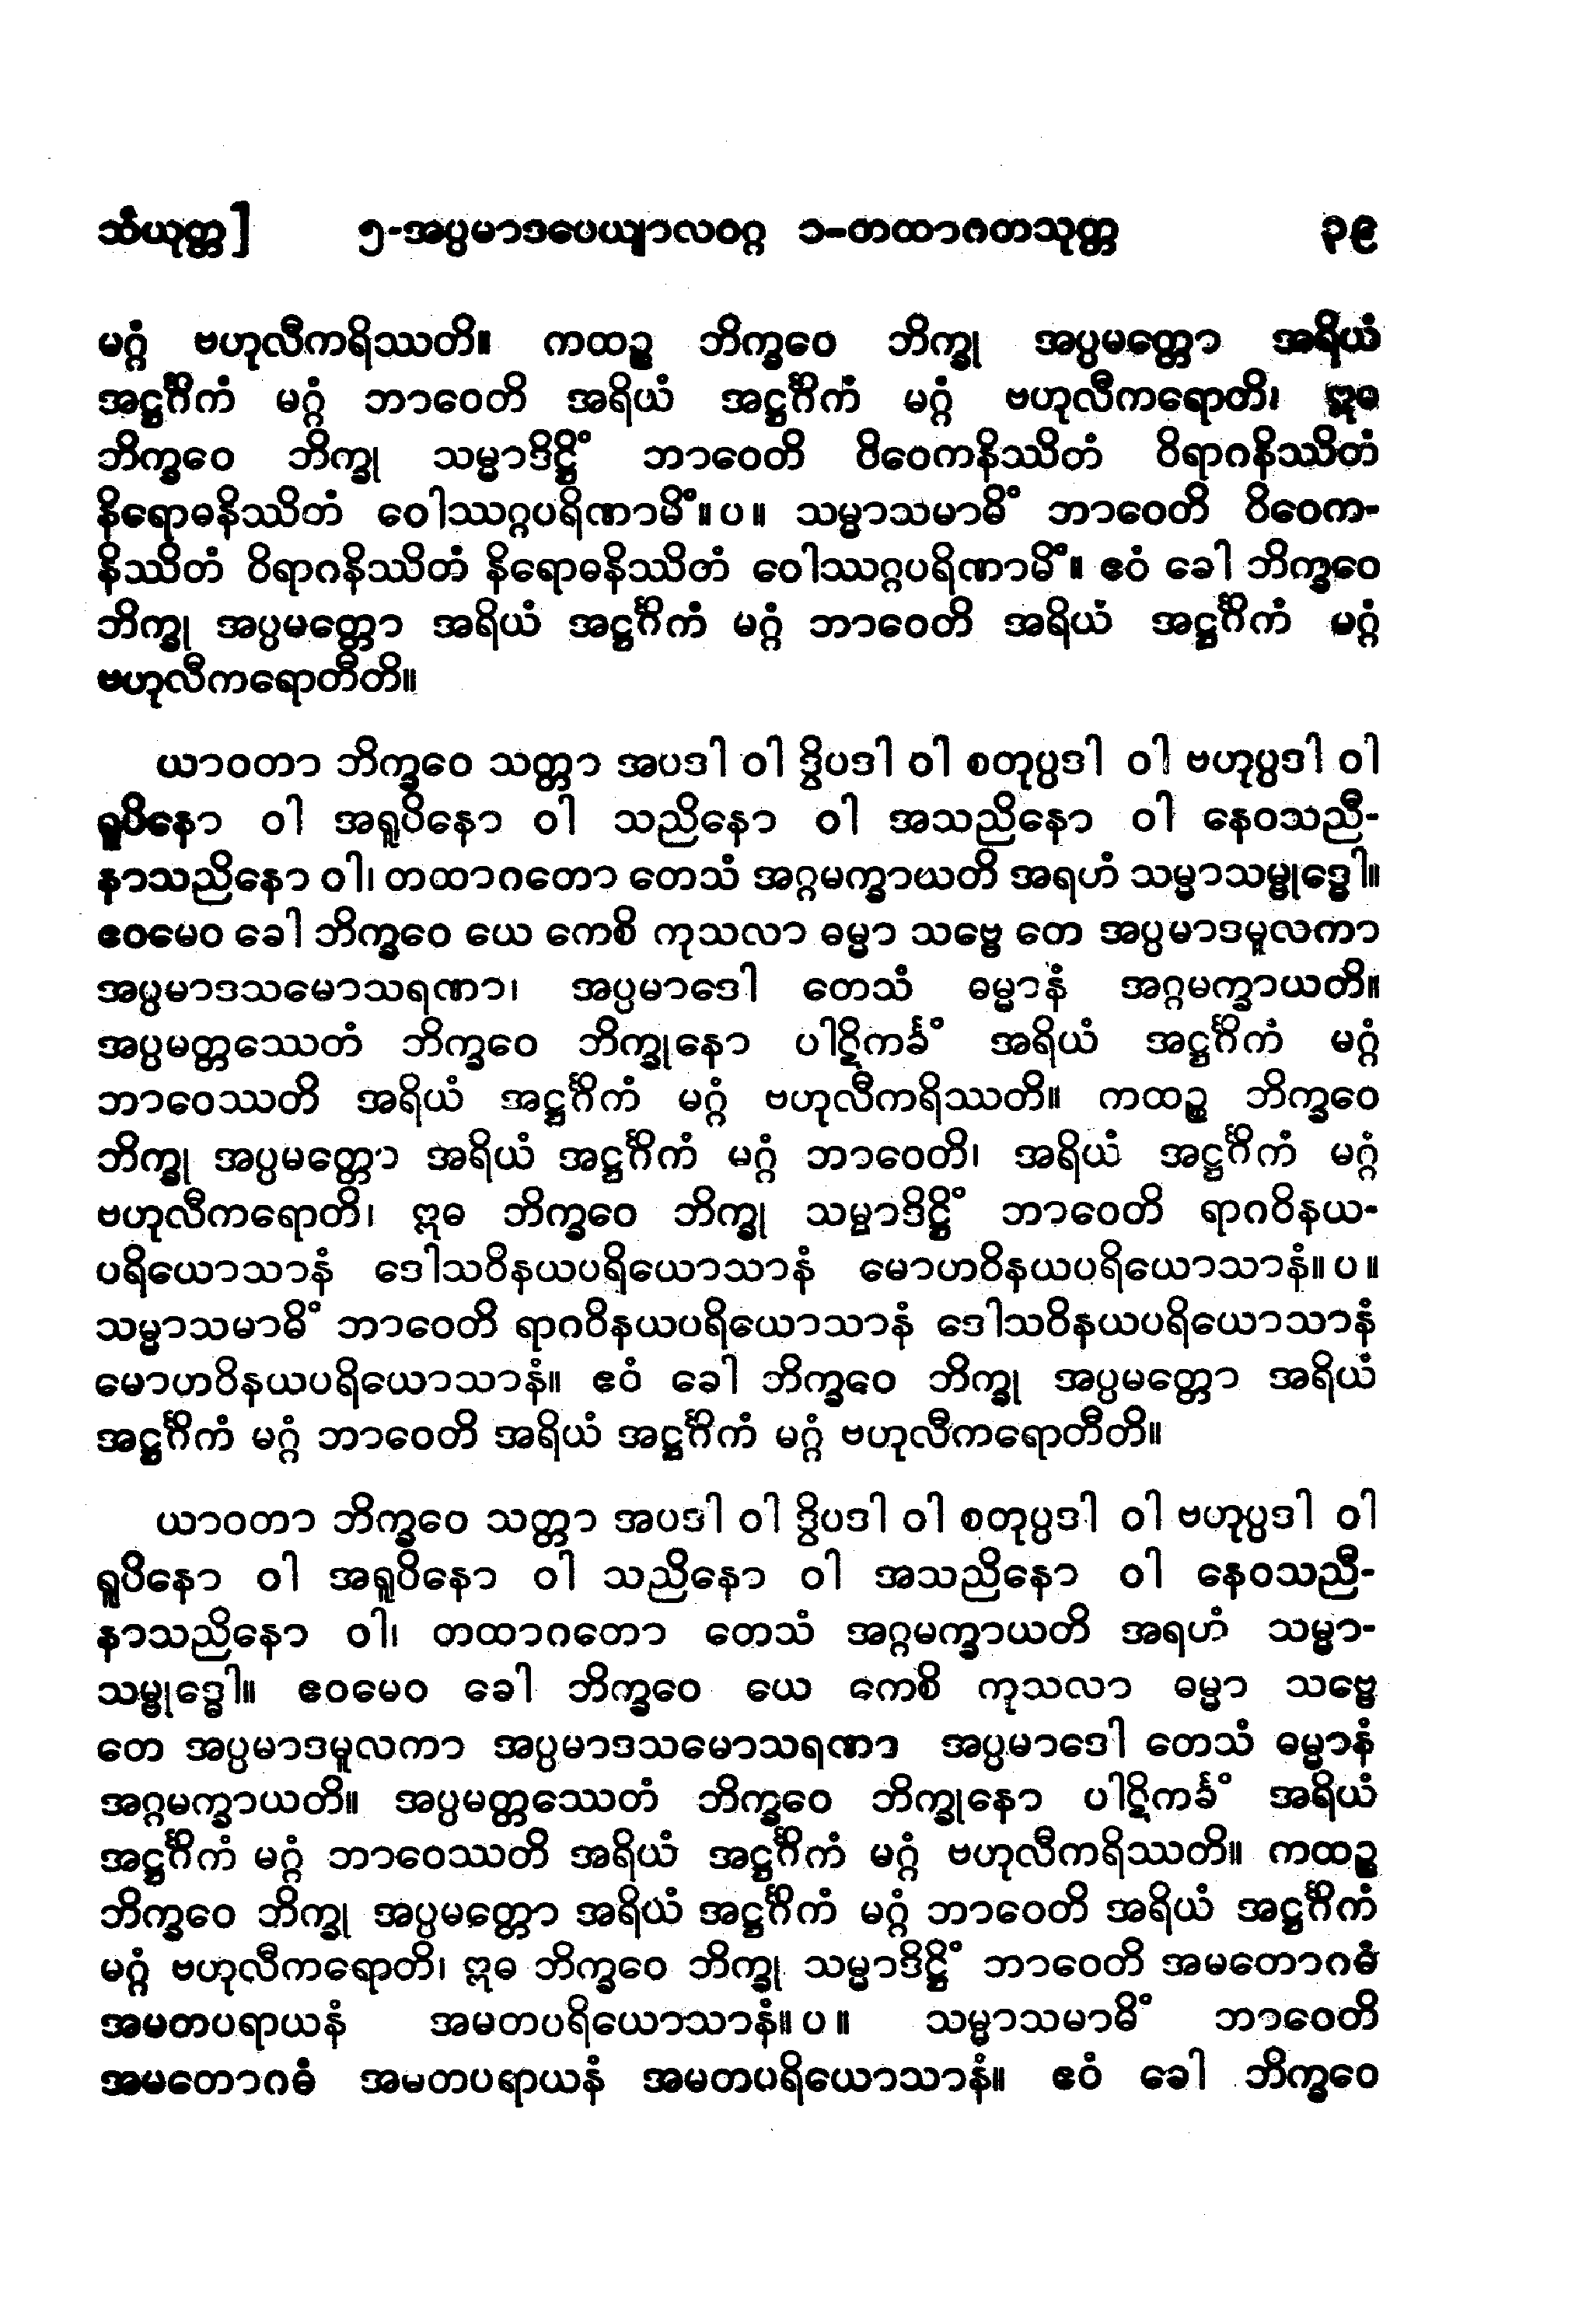 သံယုတ္တ] ၅-အပ္ပမာဒပေယျာလဝဂ္ဂ ၁-တထာဂတသုတ္တ ၃၉
မဂ္ဂံ ဗဟုလီကရိဿတိ။ ကထဉ္စ ဘိက္ခဝေ ဘိက္ခု အပ္ပမတ္တော အရိယံ
အဋ္ဌင်္ဂိကံ မဂ္ဂံ ဘာဝေတိ အရိယံ အဋ္ဌင်္ဂိကံ မဂ္ဂံ ဗဟုလီကရောတိ၊ ဣဓ
ဘိက္ခဝေ ဘိက္ခု သမ္မာဒိဋ္ဌိံ ဘာဝေတိ ဝိဝေကနိဿိတံ ဝိရာဂနိဿိတံ
နိရောဓနိဿိတံ ဝေါဿဂ္ဂပရိဏာမိံ။ပ။ သမ္မာသမာဓိံ ဘာဝေတိ ဝိဝေက-
နိဿိတံ ဝိရာဂနိဿိတံ နိရောဓနိဿိတံ ဝေါဿဂ္ဂပရိဏာမိံ။ ဧဝံ ခေါ ဘိက္ခဝေ
ဘိက္ခု အပ္ပမတ္တော အရိယံ အဋ္ဌင်္ဂိကံ မဂ္ဂံ ဘာဝေတိ အရိယံ အဋ္ဌင်္ဂိကံ မဂ္ဂံ
ဗဟုလီကရောတီတိ။
ယာဝတာ ဘိက္ခဝေ သတ္တာ အပဒါ ဝါ ဒွိပဒါ ဝါ စတုပ္ပဒါ ဝါ ဗဟုပ္ပဒါ ဝါ
ရူပိနော ဝါ အရူပိနော ဝါ သညိနော ဝါ အသညိနော ဝါ နေဝသညီ-
နာသညိနော ဝါ၊ တထာဂတော တေသံ အဂ္ဂမက္ခာယတိ အရဟံ သမ္မာသမ္ဗုဒ္ဓေါ။
ဧဝမေဝ ခေါ ဘိက္ခဝေ ယေ ကေစိ ကုသလာ ဓမ္မာ သဗ္ဗေ တေ အပ္ပမာဒမူလကာ
အပ္ပမာဒသမောသရဏာ၊ အပ္ပမာဒေါ တေသံ ဓမ္မာနံ အဂ္ဂမက္ခာယတိ။
အပ္ပမတ္တဿေတံ ဘိက္ခဝေ ဘိက္ခုနော ပါဋိကင်္ခံ အရိယံ အဋ္ဌင်္ဂိကံ မဂ္ဂံ
ဘာဝေဿတိ အရိယံ အဋ္ဌင်္ဂိကံ မဂ္ဂံ ဗဟုလီကရိဿတိ။ ကထဉ္စ ဘိက္ခဝေ
ဘိက္ခု အပ္ပမတ္တော အရိယံ အဋ္ဌင်္ဂိကံ မဂ္ဂံ ဘာဝေတိ၊ အရိယံ အဋ္ဌင်္ဂိကံ မဂ္ဂံ
ဗဟုလီကရောတိ၊ ဣဓ ဘိက္ခဝေ ဘိက္ခု သမ္မာဒိဋ္ဌိံ ဘာဝေတိ ရာဂဝိနယ-
ပရိယောသာနံ ဒေါသဝိနယပရိယောသာနံ မောဟဝိနယပရိယောသာနံ။ပ။
သမ္မာသမာဓိံ ဘာဝေတိ ရာဂဝိနယပရိယောသာနံ ဒေါသဝိနယပရိယောသာနံ
မောဟဝိနယပရိယောသာနံ။ ဧဝံ ခေါ ဘိက္ခဝေ ဘိက္ခု အပ္ပမတ္တော အရိယံ
အဋ္ဌင်္ဂိကံ မဂ္ဂံ ဘာဝေတိ အရိယံ အဋ္ဌင်္ဂိကံ မဂ္ဂံ ဗဟုလီကရောတီတိ။
ယာဝတာ ဘိက္ခဝေ သတ္တာ အပဒါ ဝါ ဒွိပဒါ ဝါ စတုပ္ပဒါ ဝါ ဗဟုပ္ပဒါ ဝါ
ရူပိနော ဝါ အရူပိနော ဝါ သညိနော ဝါ အသညိနော ဝါ နေဝသညီ-
နာသညိနော ဝါ၊ တထာဂတော တေသံ အဂ္ဂမက္ခာယတိ အရဟံ သမ္မာ-
သမ္ဗုဒ္ဓေါ။ ဧဝမေဝ ခေါ ဘိက္ခဝေ ယေ ကေစိ ကုသလာ ဓမ္မာ သဗ္ဗေ
တေ အပ္ပမာဒမူလကာ အပ္ပမာဒသမောသရဏာ အပ္ပမာဒေါ တေသံ ဓမ္မာနံ
အဂ္ဂမက္ခာယတိ။ အပ္ပမတ္တဿေတံ ဘိက္ခဝေ ဘိက္ခုနော ပါဋိကင်္ခံ အရိယံ
အဋ္ဌင်္ဂိကံ မဂ္ဂံ ဘာဝေဿတိ အရိယံ အဋ္ဌင်္ဂိကံ မဂ္ဂံ ဗဟုလီကရိဿတိ။ ကထဉ္စ
ဘိက္ခဝေ ဘိက္ခု အပ္ပမတ္တော အရိယံ အဋ္ဌင်္ဂိကံ မဂ္ဂံ ဘာဝေတိ အရိယံ အဋ္ဌင်္ဂိကံ
မဂ္ဂံ ဗဟုလီကရောတိ၊ ဣဓ ဘိက္ခဝေ ဘိက္ခု သမ္မာဒိဋ္ဌိံ ဘာဝေတိ အမတောဂဓံ
အမတပရာယနံ အမတပရိယောသာနံ။ပ။ သမ္မာသမာဓိံ ဘာဝေတိ
အမတောဂဓံ အမတပရာယနံ အမတပရိယောသာနံ။ ဧဝံ ခေါ ဘိက္ခဝေ